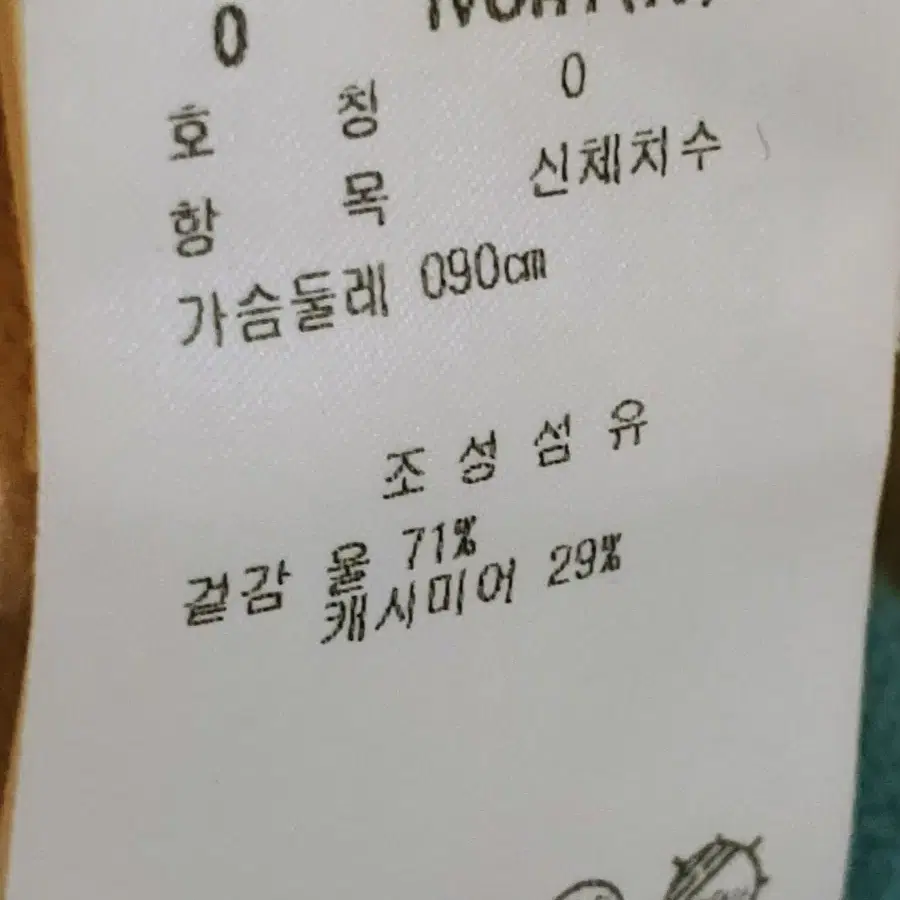 0
호 칭 0
항 목 신체치수
가슴둘레 090cm
조성섬유
겉감 울 71%
캐시미어 29%